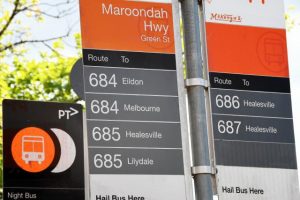 Maroondah
Hwy
Green St
Route To
684 Eildon
684 Melbourne
685 Healesville
685 Lilydale
Hail Bus Here
Route To
686 Healesville
687 Healesville
Hail Bus Here
PT>
Night Bus